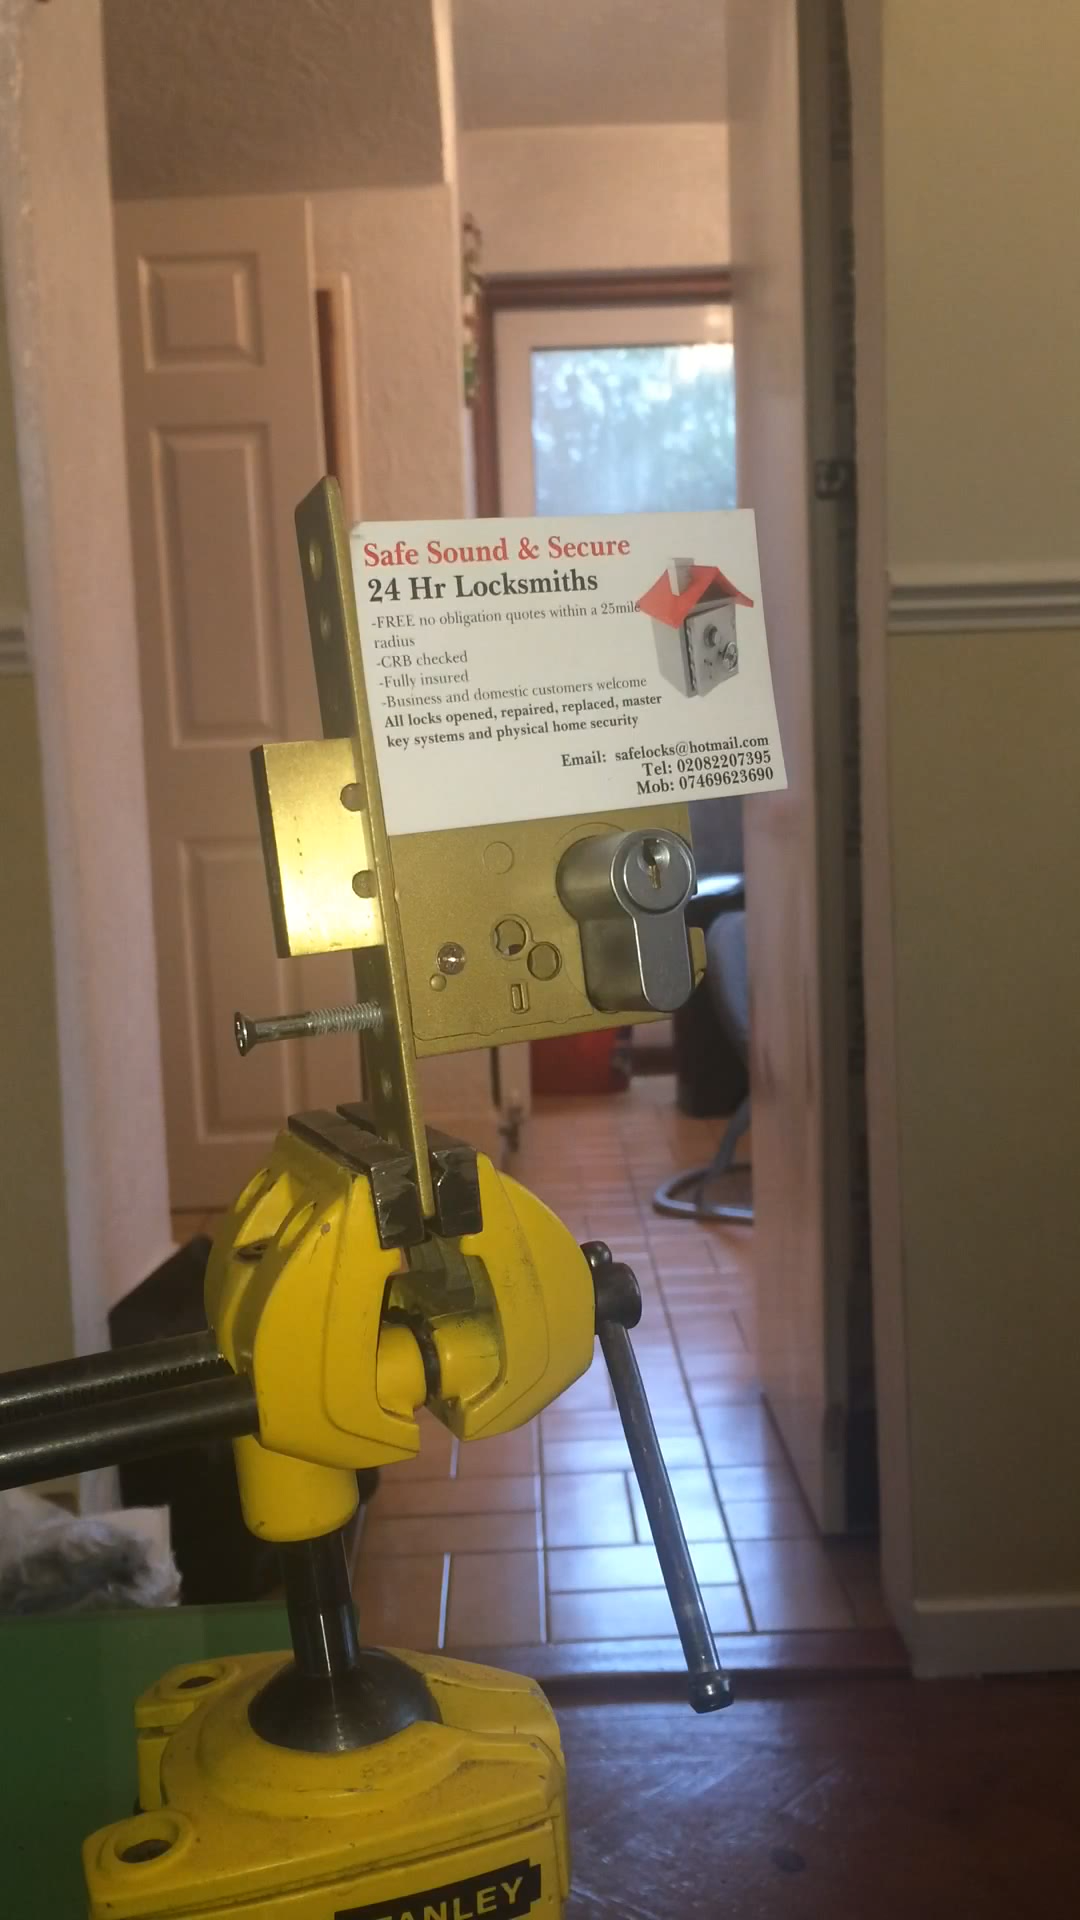 Safe Sound & Secure
24 Hr Locksmiths
-FREE no obligation quotes within a 25mile
radius
-CRB checked
-Fully insured
-Business and domestic customers welcome
All locks opened, repaired, replaced, master
key systems and physical home security
Email: safelocks@hotmail.com
Tel: 02082207395
Mob: 07469623690
TANLEY